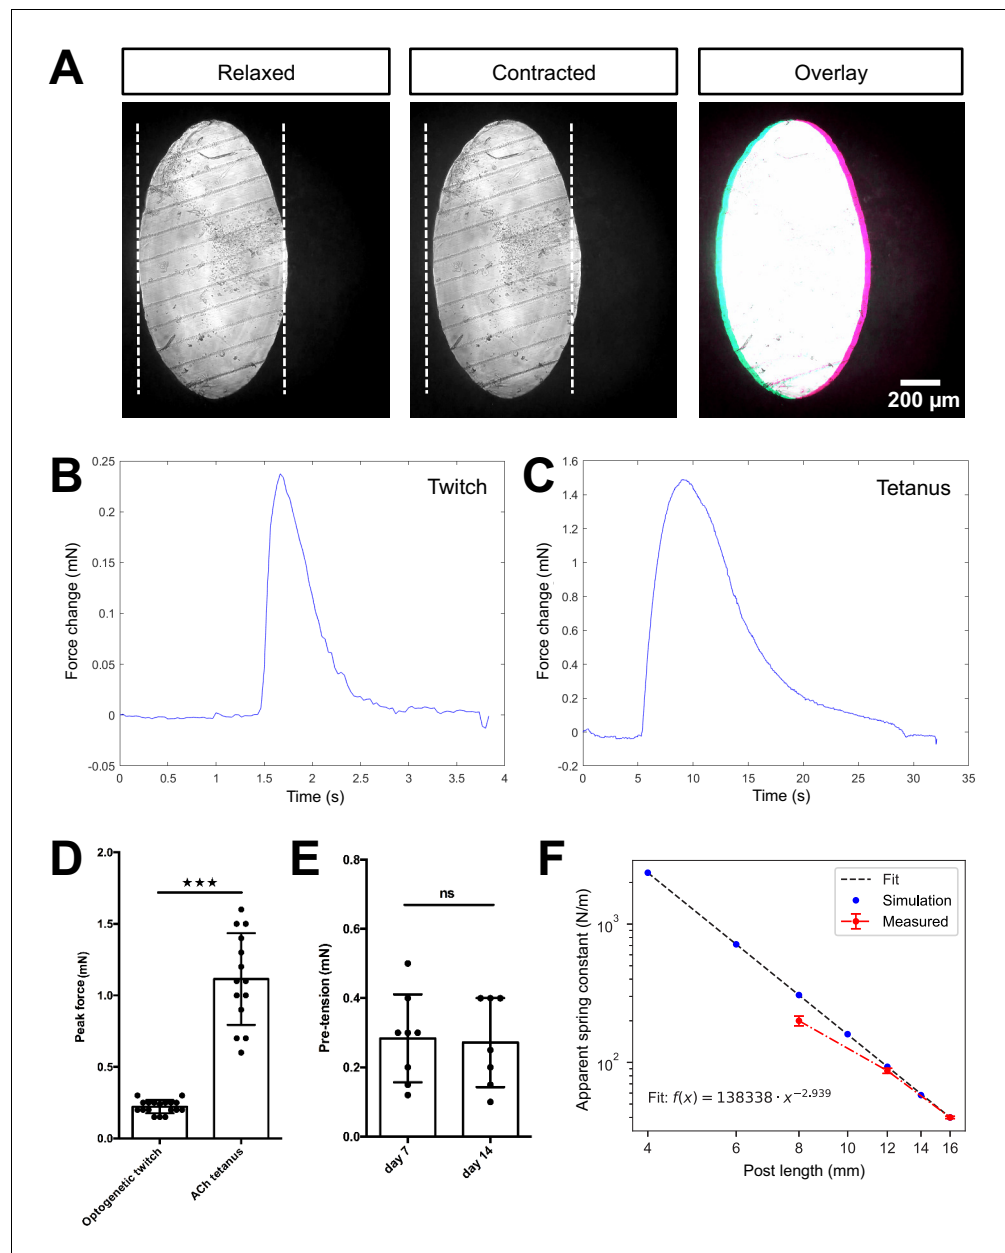 A
Relaxed
Contracted
Overlay
200 µm
B
Twitch
Force change (mN)
0.25
0.2
0.15
0.1
0.05
0
-0.05
0
0.5
1
1.5
2
2.5
3
3.5
4
Time (s)
C
Tetanus
Force change (mN)
1.6
1.4
1.2
1
0.8
0.6
0.4
0.2
0
-0.2
0
5
10
15
20
25
30
35
Time (s)
D
Peak force(mN)
2.0
1.5
1.0
0.5
0.0
★★★
Optogenetic twitch
ACh tetanus
E
Pre-tension (mN)
0.8
0.6
0.4
0.2
0.0
ns
day 7
day 14
F
Apparent spring constant (N/m)
10³
10²
Fit
Simulation
Measured
Fit: f(x) = 138338 · x⁻²·⁹³⁹
4
6
8
10
12
14
16
Post length (mm)